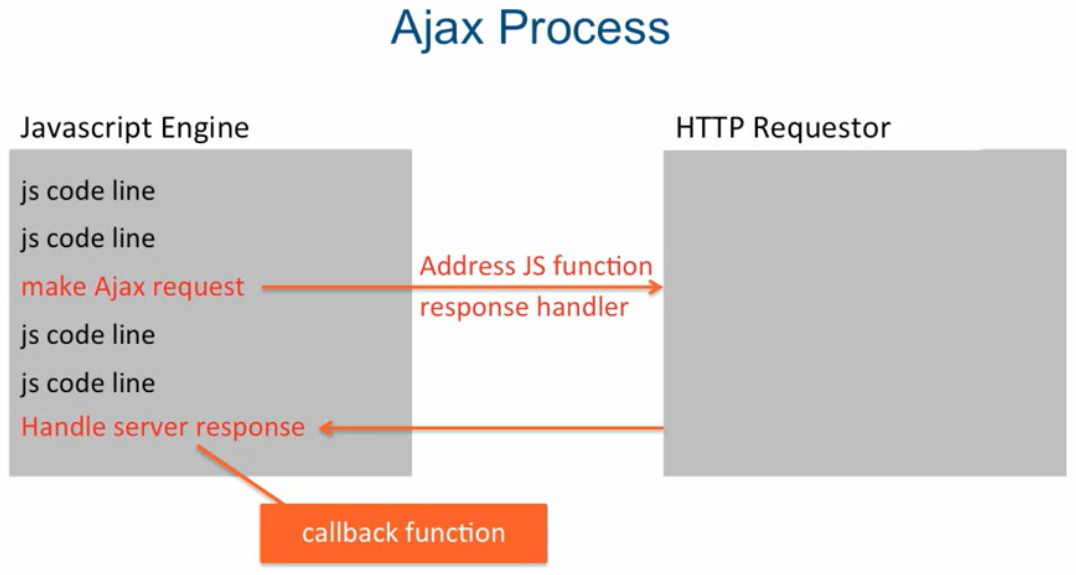 Ajax Process
Javascript Engine
HTTP Requestor
js code line
js code line
make Ajax request
Address JS function
response handler
js code line
js code line
Handle server response
callback function